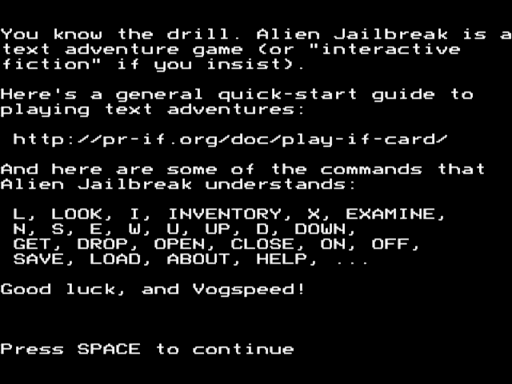 You know the drill. Alien Jailbreak is a
text adventure game (or "interactive
fiction" if you insist).
Here's a general quick-start guide to
playing text adventures:
http://pr-if.org/doc/play-if-card/
And here are some of the commands that
Alien Jailbreak understands:
L, LOOK, I, INVENTORY, X, EXAMINE,
N, S, E, W, U, UP, D, DOWN,
GET, DROP, OPEN, CLOSE, ON, OFF,
SAVE, LOAD, ABOUT, HELP, ...
Good luck, and Vogspeed!
Press SPACE to continue